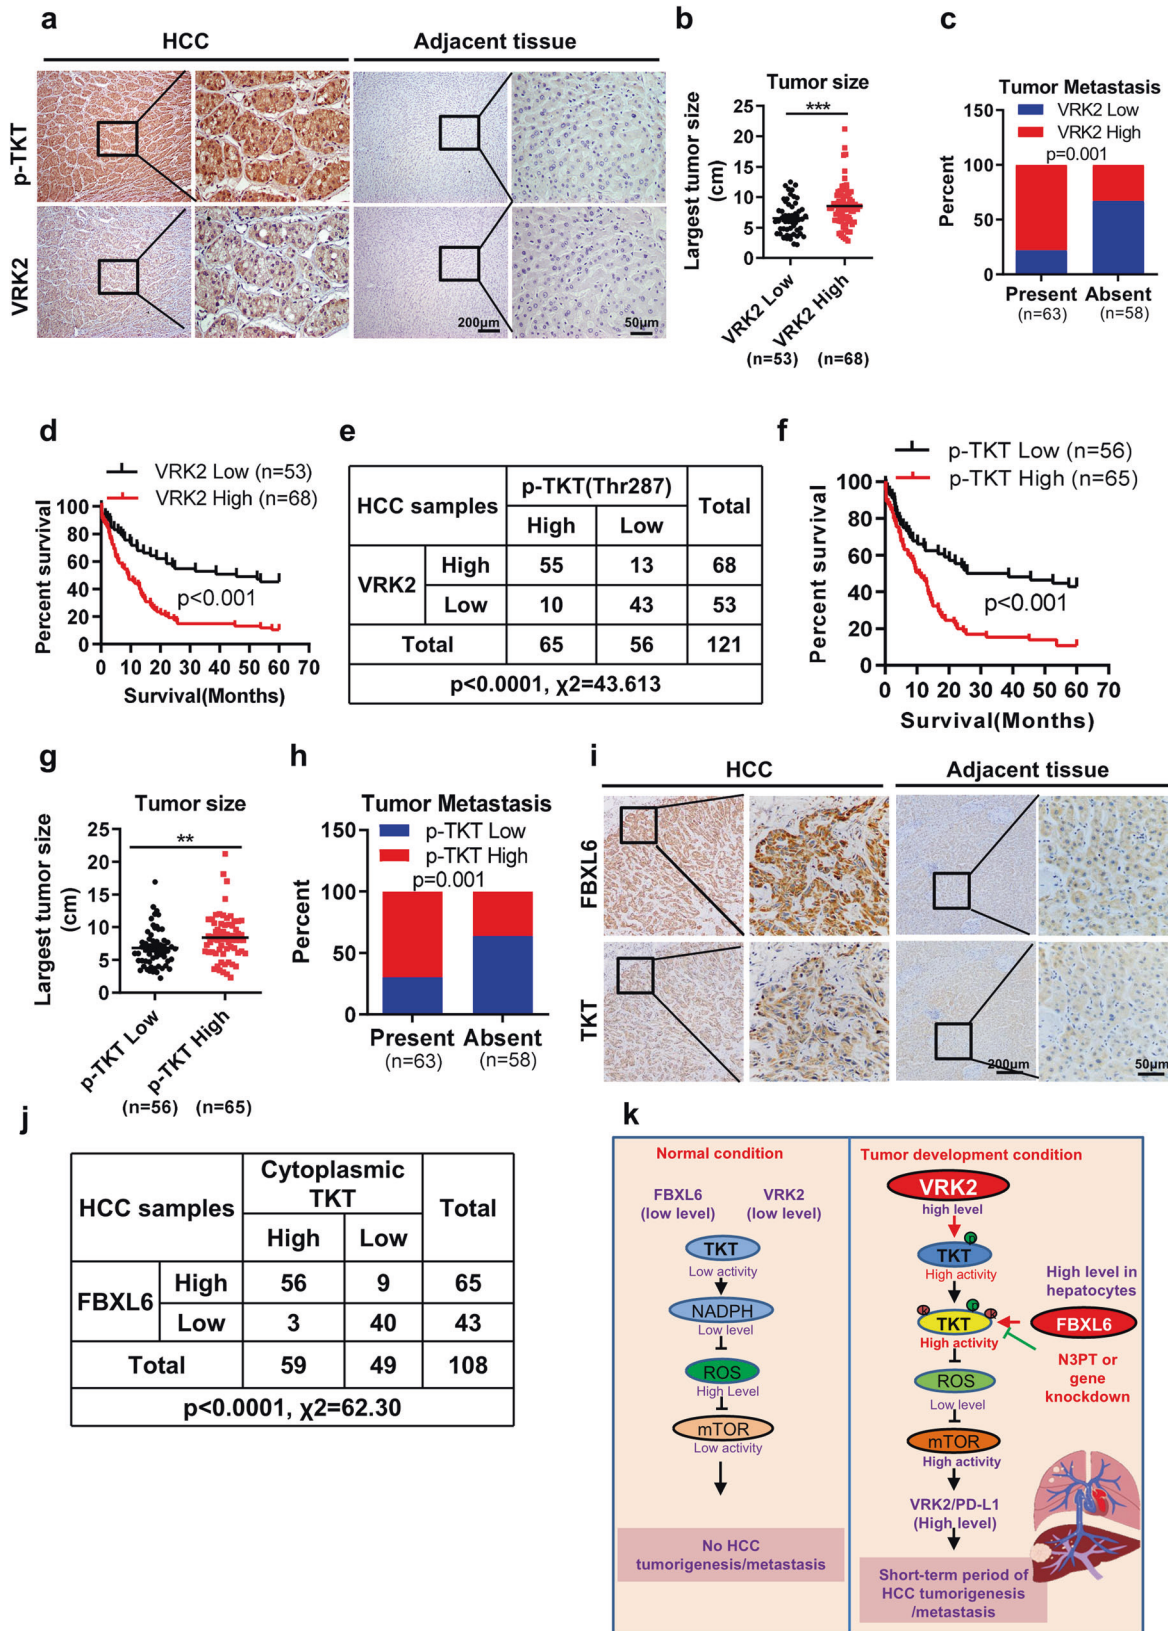 a
HCC
Adjacent tissue
p-TKT
VRK2
200μm
50μm
b
Tumor size
***
25
20
15
10
5
0
Largest tumor size
(cm)
VRK2 Low
VRK2 High
(n=53)
(n=68)
c
Tumor Metastasis
VRK2 Low
VRK2 High
p=0.001
150
100
50
0
Percent
Present
Absent
(n=63)
(n=58)
d
VRK2 Low (n=53)
VRK2 High (n=68)
100
80
60
40
20
0
Percent survival
p<0.001
0 10 20 30 40 50 60 70
Survival(Months)
e
HCC samples
p-TKT(Thr287)
Total
High
Low
VRK2
High 55 13 68
Low 10 43 53
Total 65 56 121
p<0.0001, χ2=43.613
f
p-TKT Low (n=56)
p-TKT High (n=65)
100
80
60
40
20
0
Percent survival
p<0.001
0 10 20 30 40 50 60 70
Survival(Months)
g
Tumor size
**
25
20
15
10
5
0
Largest tumor size
(cm)
p-TKT Low
p-TKT High
(n=56)
(n=65)
h
Tumor Metastasis
p-TKT Low
p-TKT High
p=0.001
150
100
50
0
Percent
Present
Absent
(n=63)
(n=58)
i
HCC
Adjacent tissue
FBXL6
TKT
200μm
50μm
j
HCC samples
Cytoplasmic
TKT
Total
High
Low
FBXL6
High 56 9 65
Low 3 40 43
Total 59 49 108
p<0.0001, χ2=62.30
k
Normal condition
FBXL6
(low level)
VRK2
(low level)
TKT
Low activity
NADPH
Low level
ROS
High Level
mTOR
Low activity
No HCC
tumorigenesis/metastasis
Tumor development condition
VRK2
high level
p
TKT
High activity
High level in
hepatocytes
k
p
k
TKT
FBXL6
High activity
N3PT or
gene
knockdown
ROS
Low level
mTOR
High activity
VRK2/PD-L1
(High level)
Short-term period of
HCC tumorigenesis
/metastasis